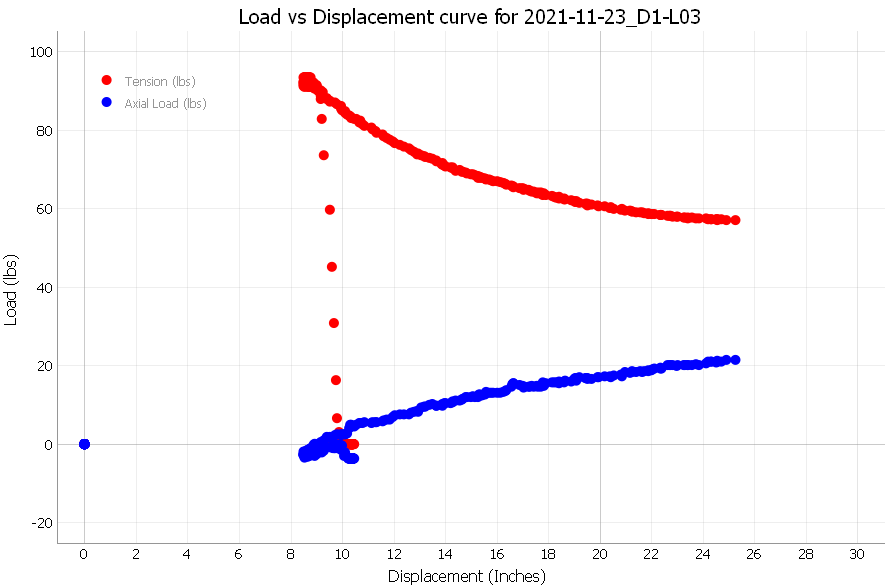 Load vs Displacement curve for 2021-11-23_D1-L03
100
Tension (lbs)
Axial Load (lbs)
80
60
40
20
0
-20
Load (lbs)
0 2 4 6 8 10 12 14 16 18 20 22 24 26 28 30
Displacement (Inches)